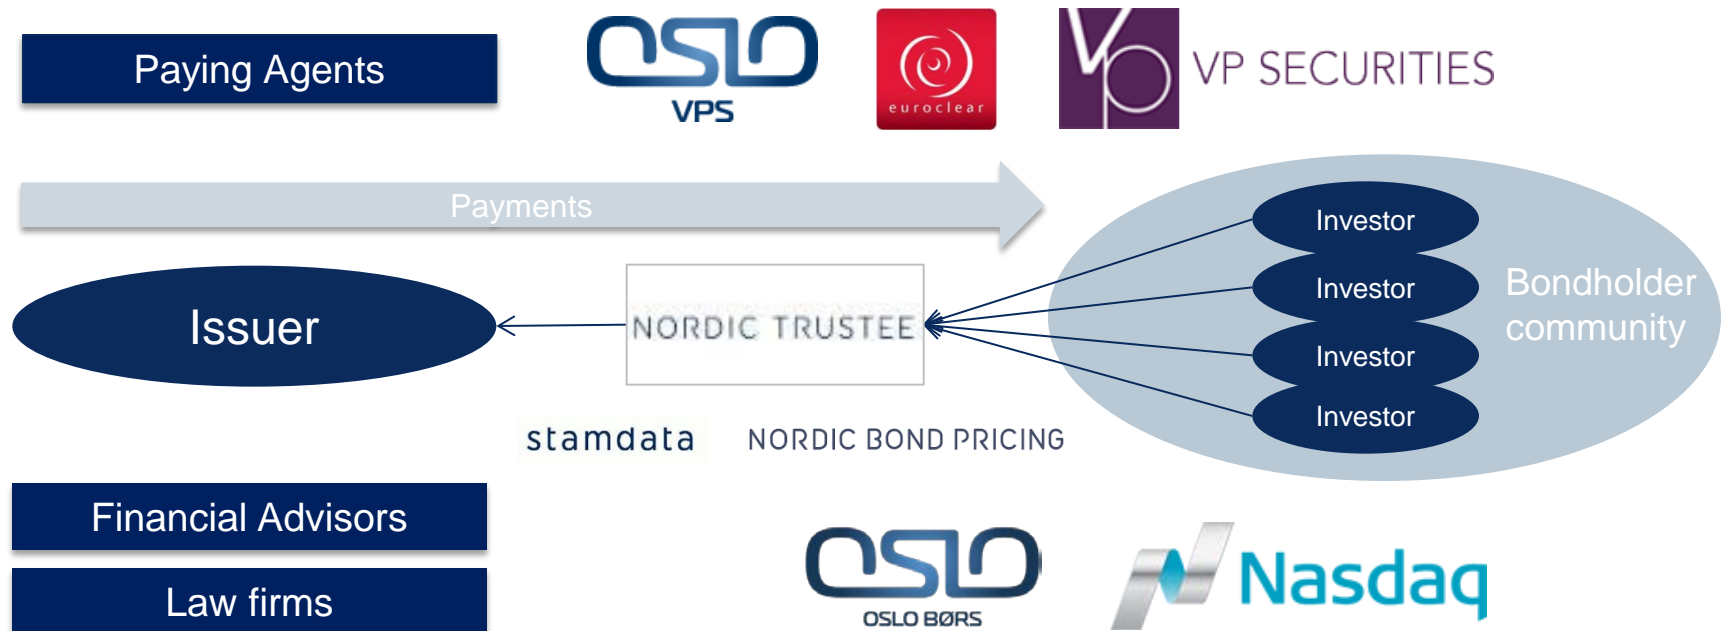 Paying Agents
OSLO
VPS
euroclear
VP
VP SECURITIES
Payments
Investor
Investor
Bondholder
community
Issuer
NORDIC TRUSTEE
Investor
Investor
stamdata
NORDIC BOND PRICING
Financial Advisors
Law firms
OSLO
OSLO BØRS
Nasdaq